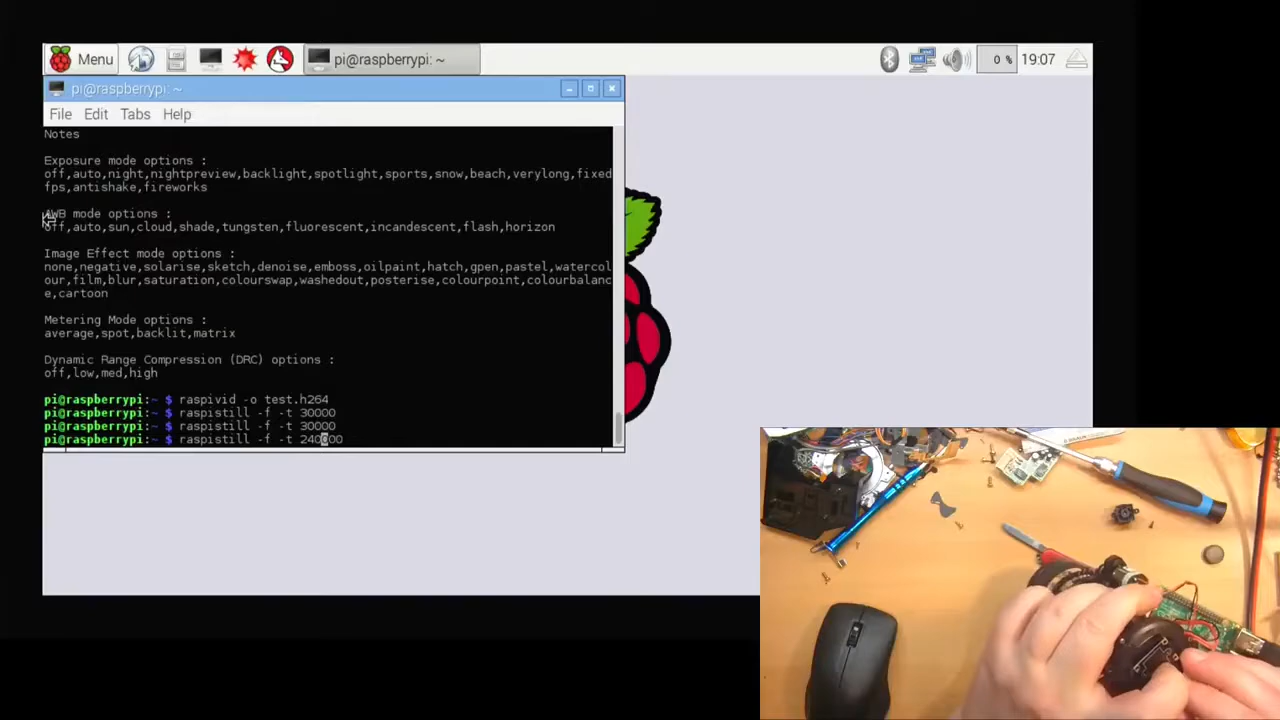 Menu
pi@raspberrypi: ~
0 %
19:07
pi@raspberrypi: ~
File Edit Tabs Help
Notes
Exposure mode options :
off,auto,night,nightpreview,backlight,spotlight,sports,snow,beach,verylong,fixed
fps,antishake,fireworks
AWB mode options :
off,auto,sun,cloud,shade,tungsten,fluorescent,incandescent,flash,horizon
Image Effect mode options :
none,negative,solarise,sketch,denoise,emboss,oilpaint,hatch,gpen,pastel,watercol
our,film,blur,saturation,colourswap,washedout,posterise,colourpoint,colourbalanc
e,cartoon
Metering Mode options :
average,spot,backlit,matrix
Dynamic Range Compression (DRC) options :
off,low,med,high
pi@raspberrypi:~ $ raspivid -o test.h264
pi@raspberrypi:~ $ raspistill -f -t 30000
pi@raspberrypi:~ $ raspistill -f -t 30000
pi@raspberrypi:~ $ raspistill -f -t 240000